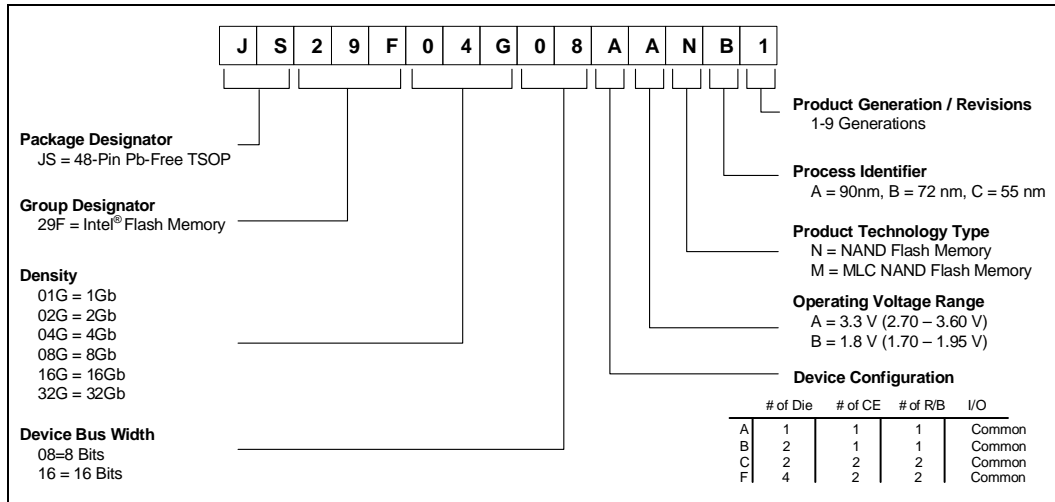 J S 2 9 F 0 4 G 0 8 A A N B 1
Package Designator
JS = 48-Pin Pb-Free TSOP
Group Designator
29F = Intel® Flash Memory
Density
01G = 1Gb
02G = 2Gb
04G = 4Gb
08G = 8Gb
16G = 16Gb
32G = 32Gb
Device Bus Width
08=8 Bits
16 = 16 Bits
Product Generation / Revisions
1-9 Generations
Process Identifier
A = 90nm, B = 72 nm, C = 55 nm
Product Technology Type
N = NAND Flash Memory
M = MLC NAND Flash Memory
Operating Voltage Range
A = 3.3 V (2.70 – 3.60 V)
B = 1.8 V (1.70 – 1.95 V)
Device Configuration
# of Die # of CE # of R/B I/O
A 1 1 1 Common
B 2 1 1 Common
C 2 2 2 Common
F 4 2 2 Common